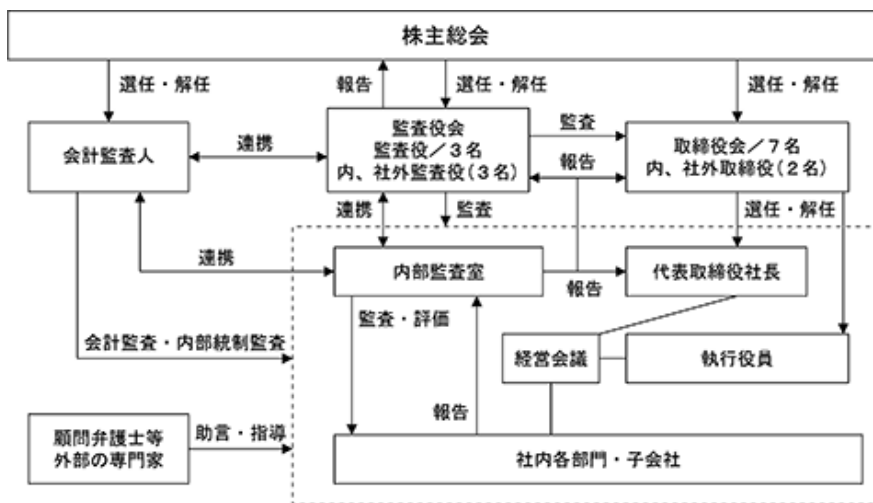 株主総会
選任・解任
報告
選任・解任
選任・解任
会計監査人
連携
監査役会
監査役/3名
内、社外監査役(3名)
監査
報告
取締役会/7名
内、社外取締役(2名)
連携
監査
選任・解任
連携
内部監査室
報告
代表取締役社長
監査・評価
会計監査・内部統制監査
経営会議
執行役員
報告
顧問弁護士等
外部の専門家
助言・指導
社内各部門・子会社